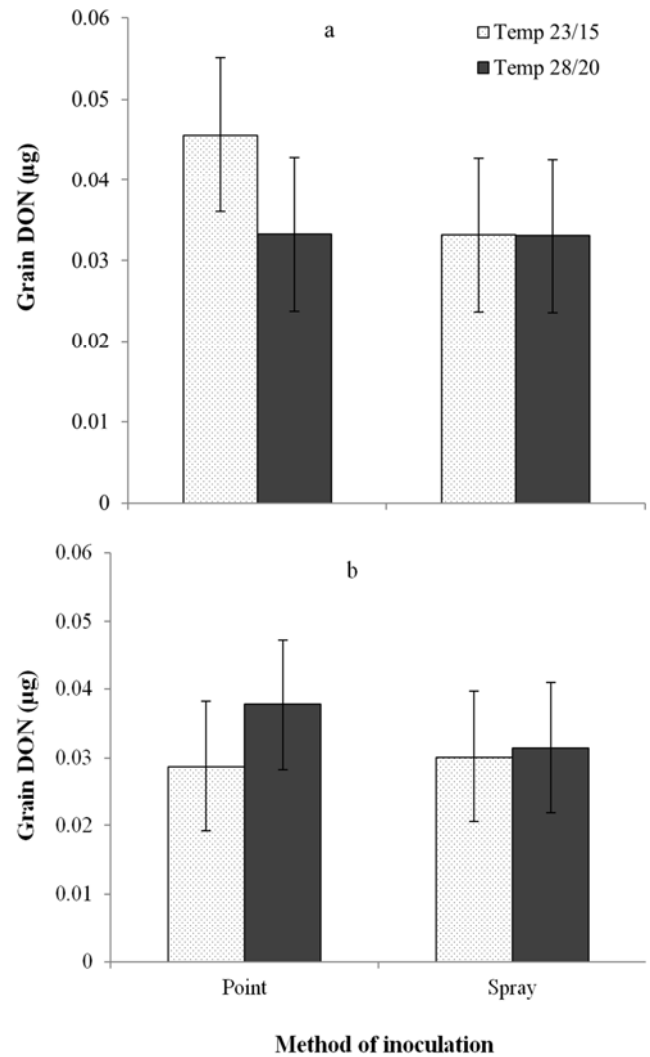 a
Temp 23/15
Temp 28/20
0.06
0.05
0.04
0.03
0.02
0.01
0
Grain DON (µg)
b
0.06
0.05
0.04
0.03
0.02
0.01
0
Grain DON (µg)
Point
Spray
Method of inoculation